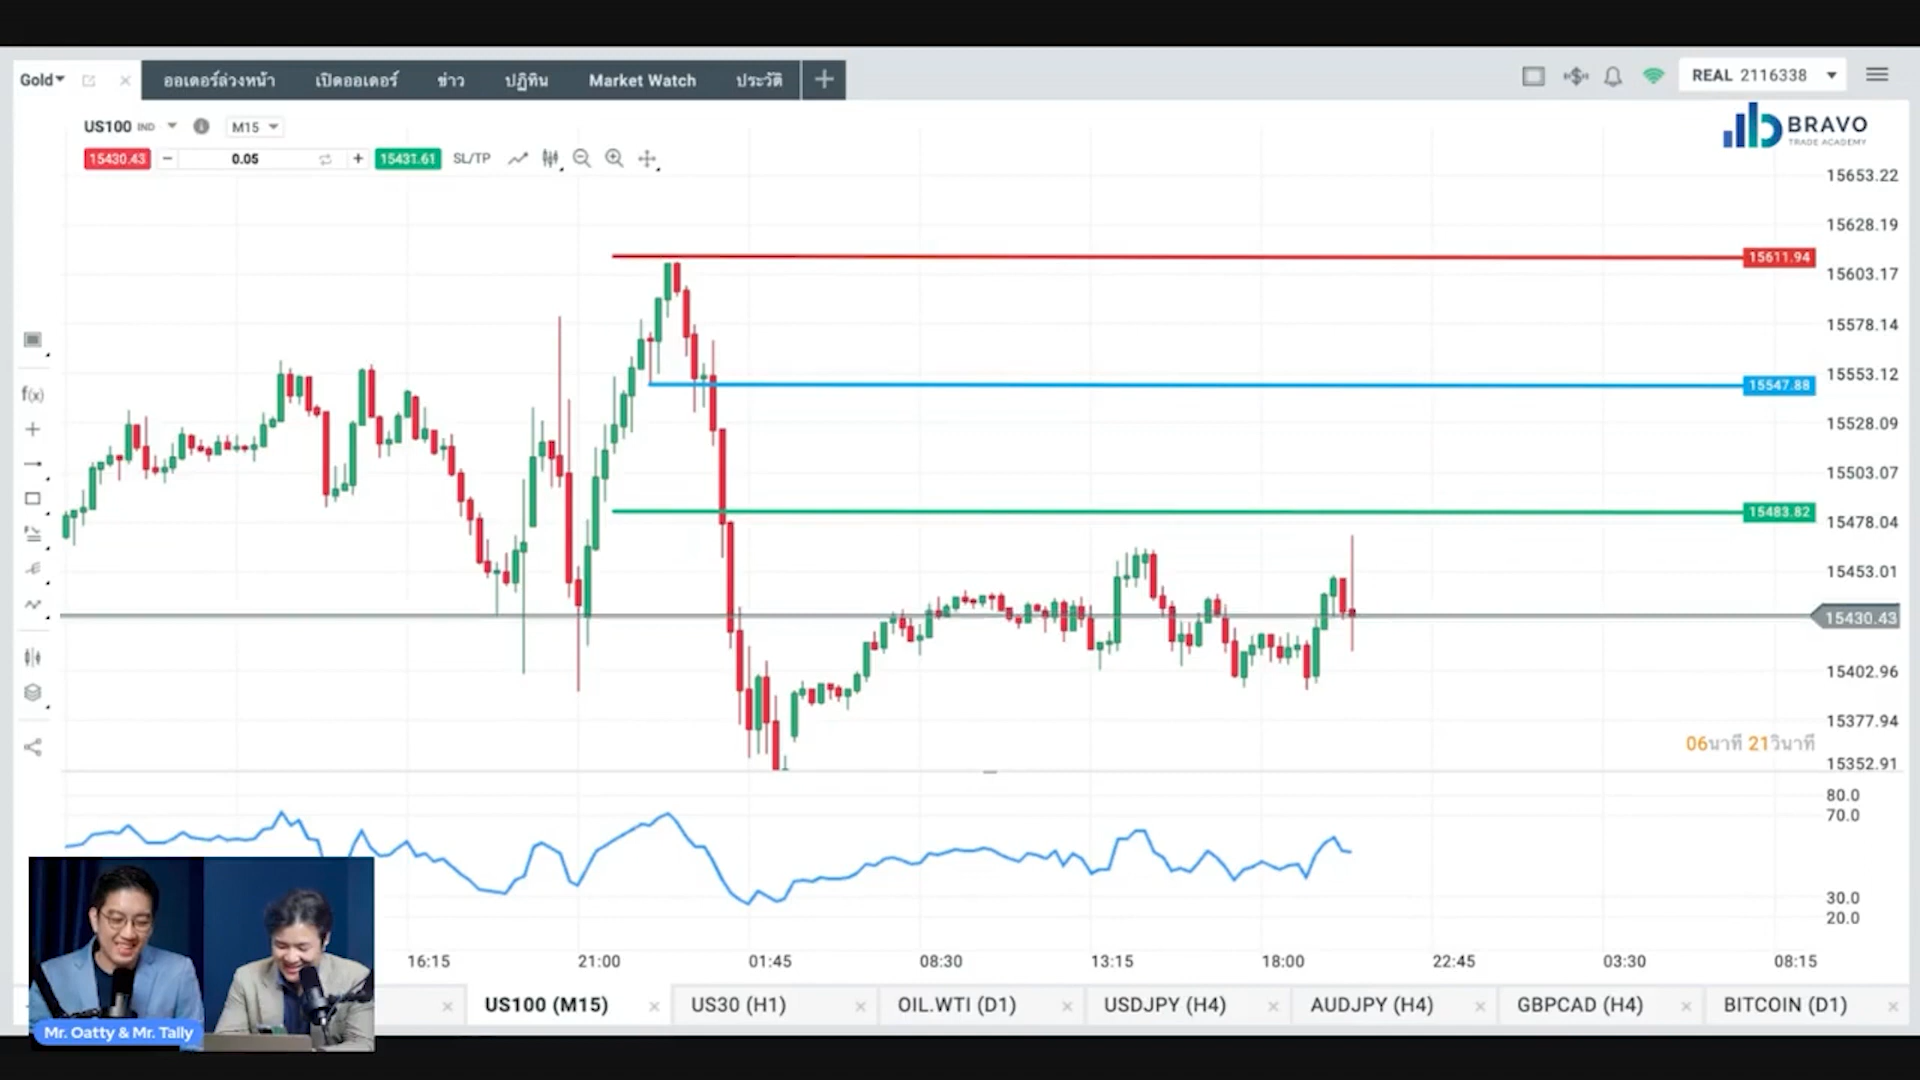 Gold
ออเดอร์ล่วงหน้า
เปิดออเดอร์
ข่าว
ปฏิทิน
Market Watch
ประวัติ
REAL 2116338
US100 IND
M15
BRAVO
TRADE ACADEMY
15430.43
0.05
15431.61
SL/TP
15653.22
15628.19
15611.94
15603.17
15578.14
15553.12
15547.88
15528.09
15503.07
15483.82
15478.04
15453.01
15430.43
15402.96
15377.94
06นาที 21วินาที
15352.91
f(x)
80.0
70.0
30.0
20.0
16:15
21:00
01:45
08:30
13:15
18:00
22:45
03:30
08:15
US100 (M15)
US30 (H1)
OIL.WTI (D1)
USDJPY (H4)
AUDJPY (H4)
GBPCAD (H4)
BITCOIN (D1)
Mr. Oatty & Mr. Tally